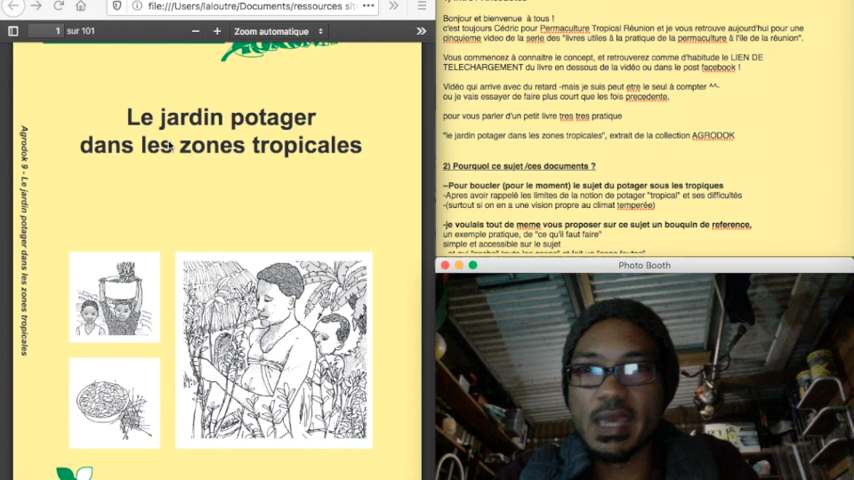 file:///Users/laloutre/Documents/ressources sit
1 sur 101
Zoom automatique
Le jardin potager
dans les zones tropicales
Agrodok 9 - Le jardin potager dans les zones tropicales
Bonjour et bienvenue à tous !
c'est toujours Cédric pour Permaculture Tropical Réunion et je vous retrouve aujourd'hui pour une
cinquieme video de la serie des "livres utiles à la pratique de la permaculture à l'ile de la réunion".
Vous commencez à connaitre le concept, et retrouverez comme d'habitude le LIEN DE
TELECHARGEMENT du livre en dessous de la vidéo ou dans le post facebook !
Vidéo qui arrive avec du retard -mais je suis peut etre le seul à compter ^^-
ou je vais essayer de faire plus court que les fois precedente,
pour vous parler d'un petit livre tres tres pratique
"le jardin potager dans les zones tropicales", extrait de la collection AGRODOK
2) Pourquoi ce sujet /ces documents ?
--Pour boucler (pour le moment) le sujet du potager sous les tropiques
-Apres avoir rappelé les limites de la notion de potager "tropical" et ses difficultés
-(surtout si on en a une vision propre au climat temperée)
-je voulais tout de meme vous proposer sur ce sujet un bouquin de reference,
un exemple pratique, de "ce qu'il faut faire"
simple et accessible sur le sujet
Photo Booth